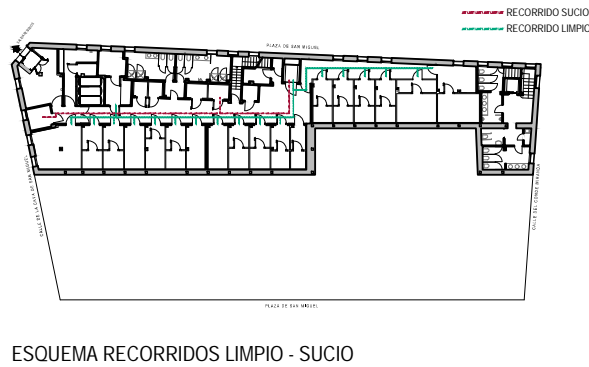 RECORRIDO SUCIO
RECORRIDO LIMPIO
PLAZA DE SAN MIGUEL
CALLE DE LA CAVA DE SAN MIGUEL
CALLE DEL CONDE MIRANDA
PLAZA DE SAN MIGUEL
ESQUEMA RECORRIDOS LIMPIO - SUCIO